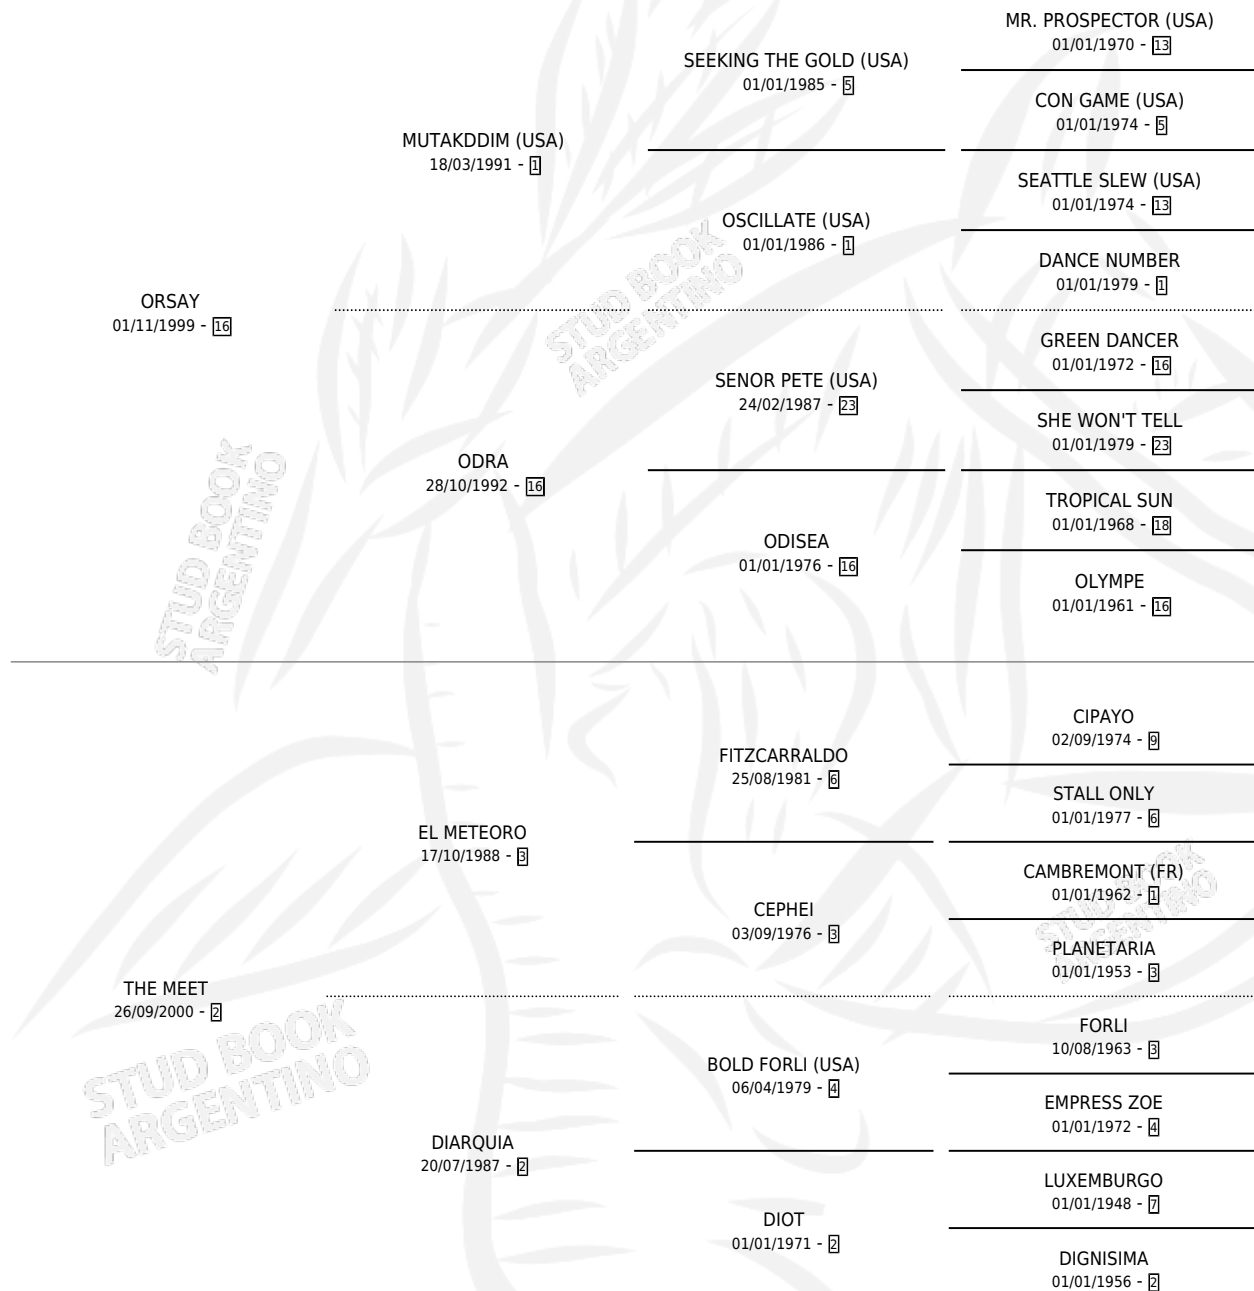 MR. PROSPECTOR (USA)
01/01/1970 - 13
SEEKING THE GOLD (USA)
01/01/1985 - 5
CON GAME (USA)
01/01/1974 - 5
MUTAKDDIM (USA)
18/03/1991 - 1
SEATTLE SLEW (USA)
01/01/1974 - 13
OSCILLATE (USA)
01/01/1986 - 1
DANCE NUMBER
01/01/1979 - 1
ORSAY
01/11/1999 - 16
GREEN DANCER
01/01/1972 - 16
SENOR PETE (USA)
24/02/1987 - 23
SHE WON'T TELL
01/01/1979 - 23
ODRA
28/10/1992 - 16
TROPICAL SUN
01/01/1968 - 18
ODISEA
01/01/1976 - 16
OLYMPE
01/01/1961 - 16
CIPAYO
02/09/1974 - 9
FITZCARRALDO
25/08/1981 - 6
STALL ONLY
01/01/1977 - 6
EL METEORO
17/10/1988 - 3
CAMBREMONT (FR)
01/01/1962 - 1
CEPHEI
03/09/1976 - 3
PLANETARIA
01/01/1953 - 3
THE MEET
26/09/2000 - 2
FORLI
10/08/1963 - 3
BOLD FORLI (USA)
06/04/1979 - 4
EMPRESS ZOE
01/01/1972 - 4
DIARQUIA
20/07/1987 - 2
LUXEMBURGO
01/01/1948 - 7
DIOT
01/01/1971 - 2
DIGNISIMA
01/01/1956 - 2
STUD BOOK
ARGENTINO
STUD BOOK
ARGENTINO
STUD BOOK
ARGENTINO
STUD BOOK
ARGENTINO